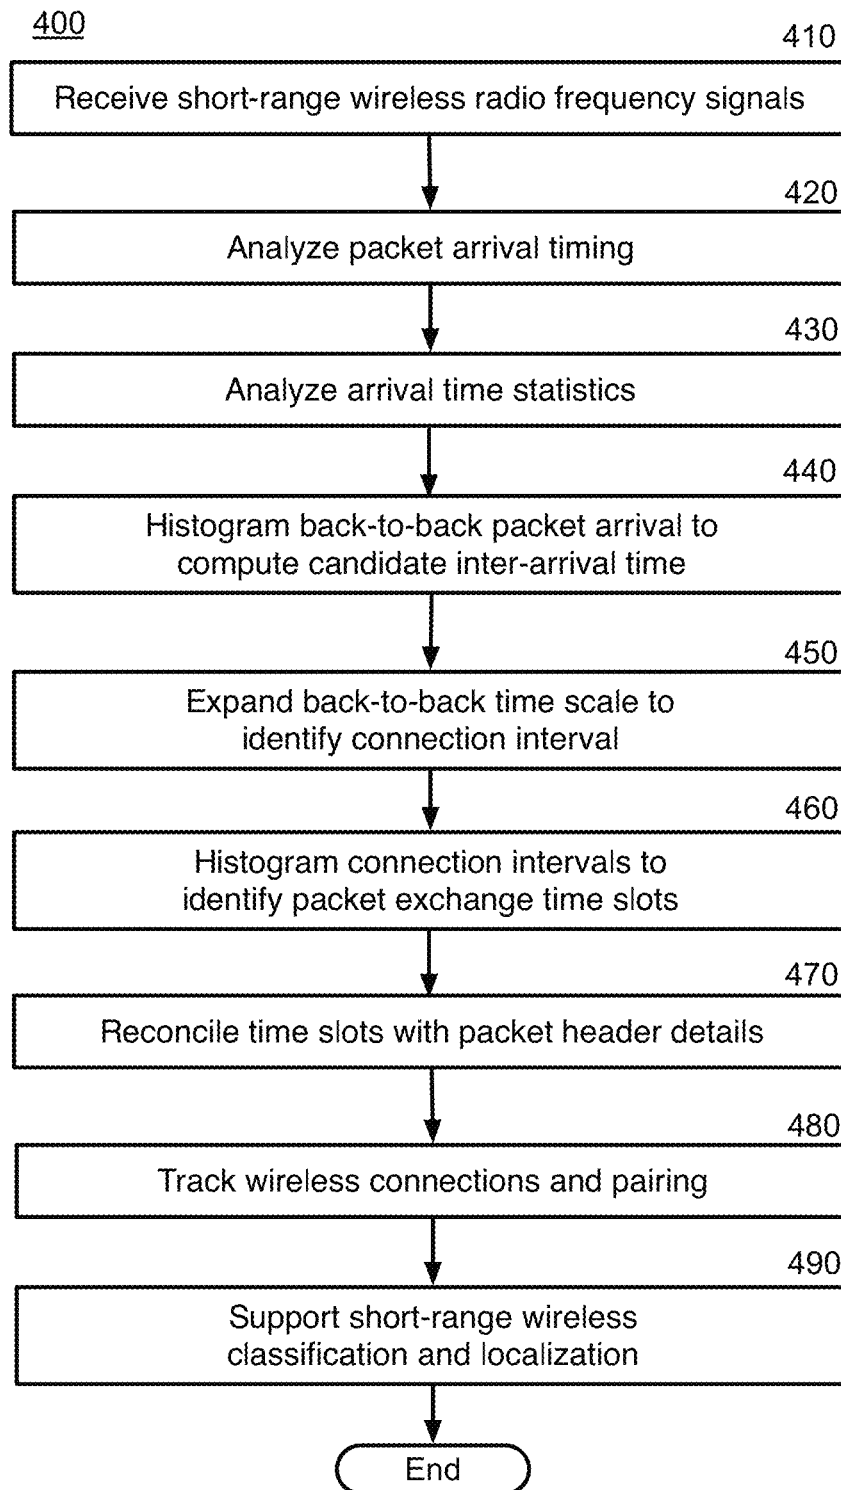 400
410
Receive short-range wireless radio frequency signals
420
Analyze packet arrival timing
430
Analyze arrival time statistics
440
Histogram back-to-back packet arrival to
compute candidate inter-arrival time
450
Expand back-to-back time scale to
identify connection interval
460
Histogram connection intervals to
identify packet exchange time slots
470
Reconcile time slots with packet header details
480
Track wireless connections and pairing
490
Support short-range wireless
classification and localization
End